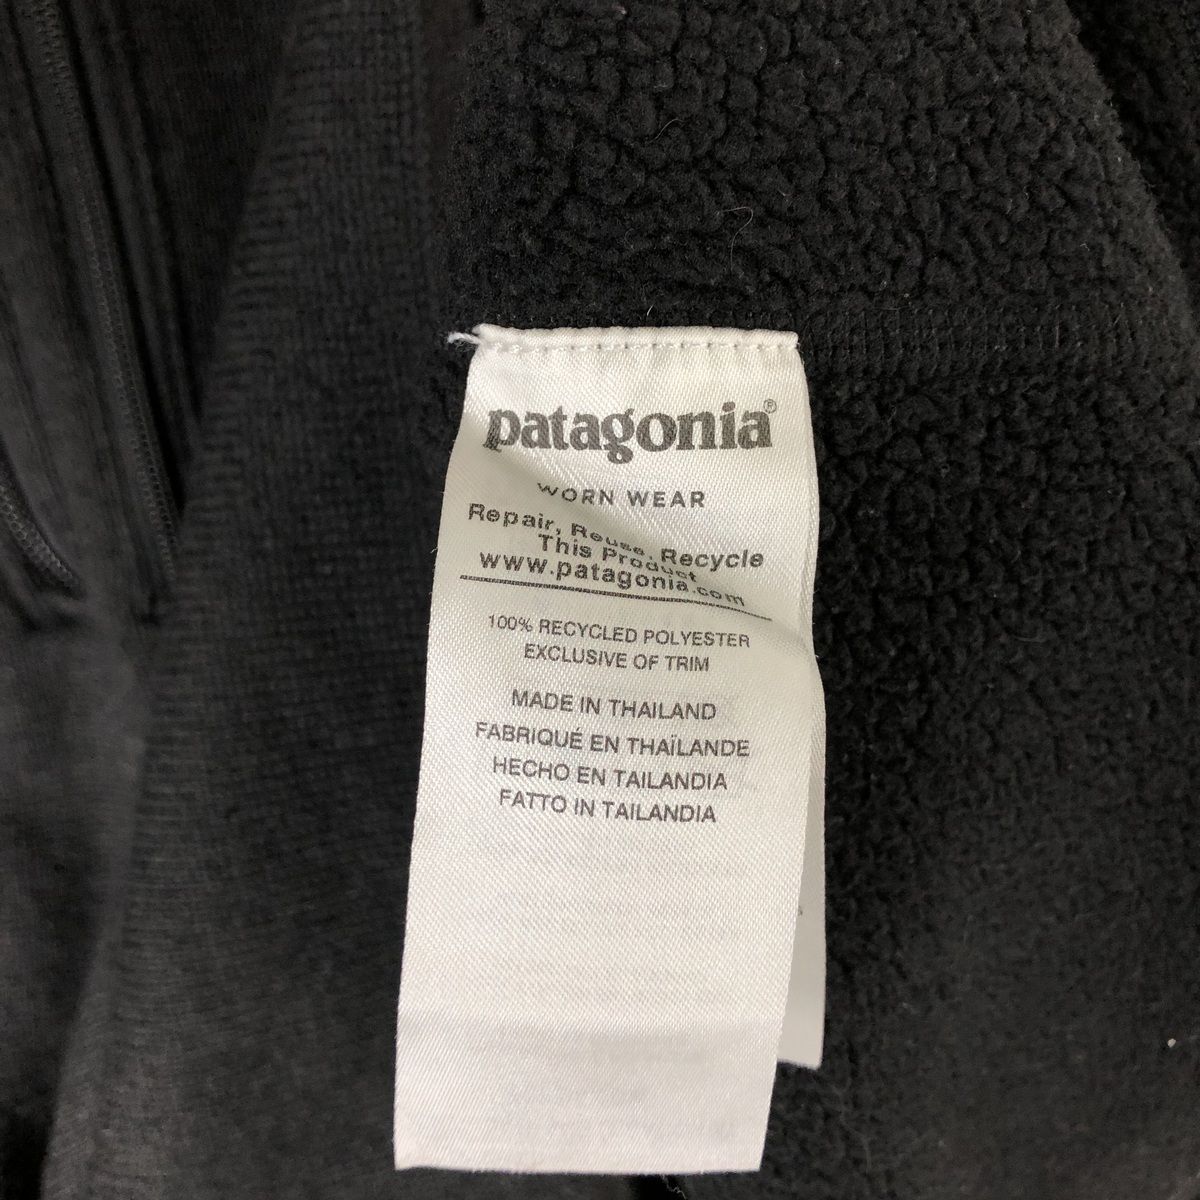 patagonia®
WORN WEAR
Repair, Reuse, Recycle
This Product
www.patagonia.com
100% RECYCLED POLYESTER
EXCLUSIVE OF TRIM
MADE IN THAILAND
FABRIQUÉ EN THAÏLANDE
HECHO EN TAILANDIA
FATTO IN TAILANDIA